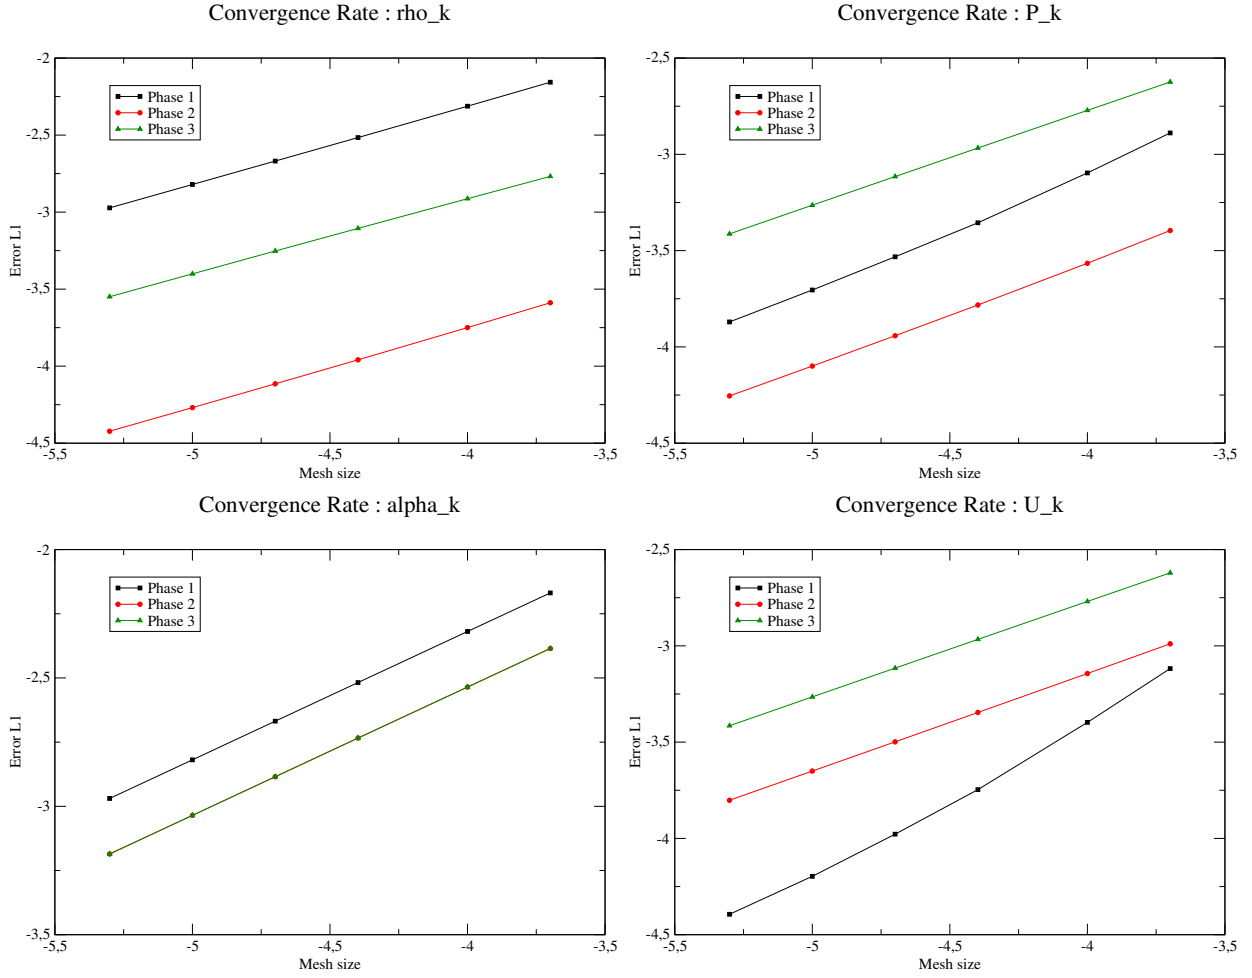 Convergence Rate : rho_k
-2
-2,5
-3
-3,5
-4
-4,5
Error L1
Phase 1
Phase 2
Phase 3
-5,5
-5
-4,5
-4
-3,5
Mesh size
Convergence Rate : P_k
-2,5
-3
-3,5
-4
-4,5
Error L1
Phase 1
Phase 2
Phase 3
-5,5
-5
-4,5
-4
-3,5
Mesh size
Convergence Rate : alpha_k
-2
-2,5
-3
-3,5
Error L1
Phase 1
Phase 2
Phase 3
-5,5
-5
-4,5
-4
-3,5
Mesh size
Convergence Rate : U_k
-2,5
-3
-3,5
-4
-4,5
Error L1
Phase 1
Phase 2
Phase 3
-5,5
-5
-4,5
-4
-3,5
Mesh size